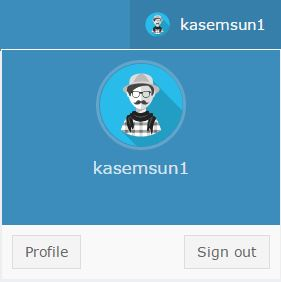 kasemsun1
kasemsun1
Profile
Sign out